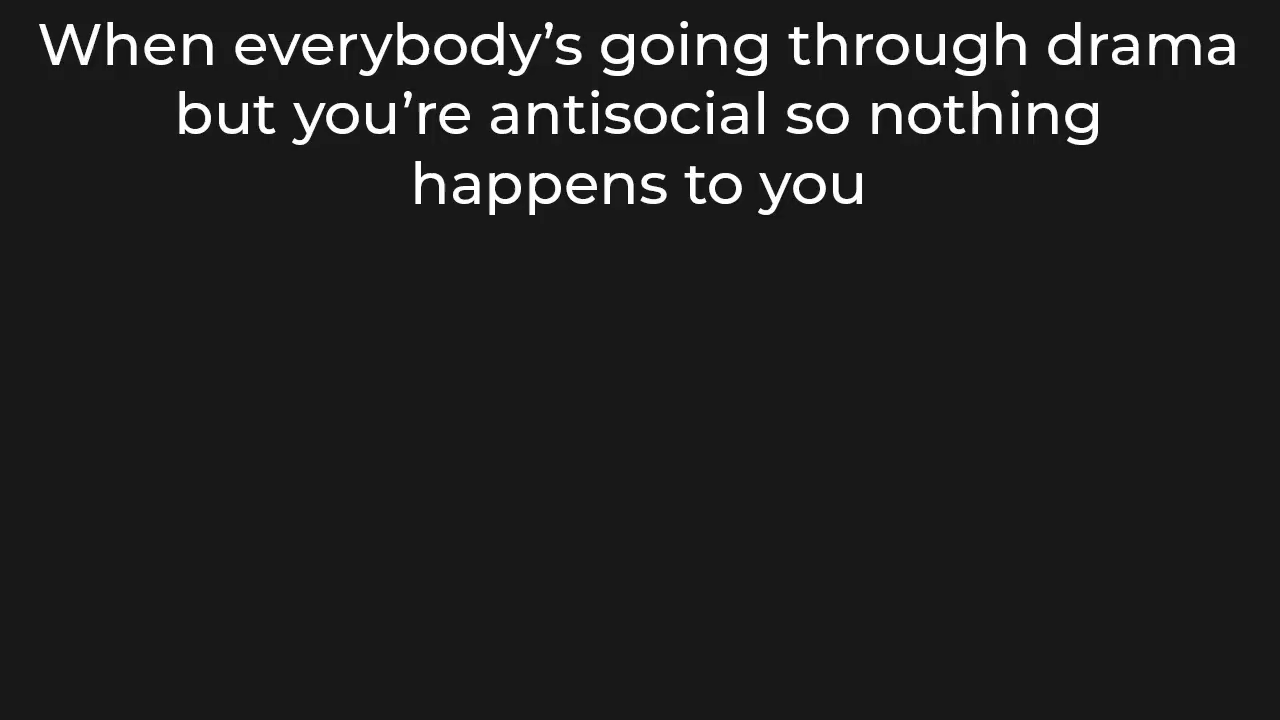 When everybody’s going through drama
but you’re antisocial so nothing
happens to you